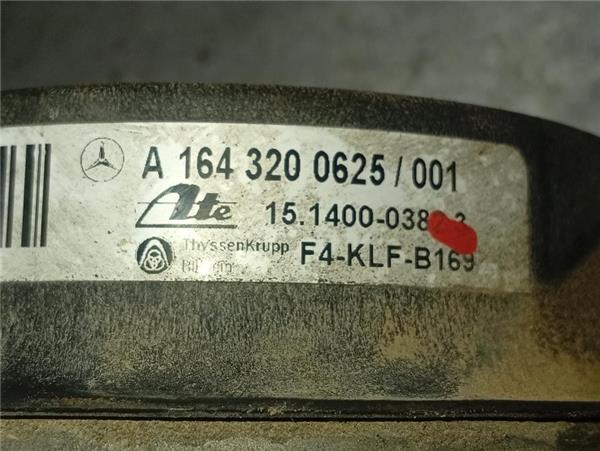 A 164 320 0625 / 001
Ate 15.1400-038
ThyssenKrupp F4-KLF-B169